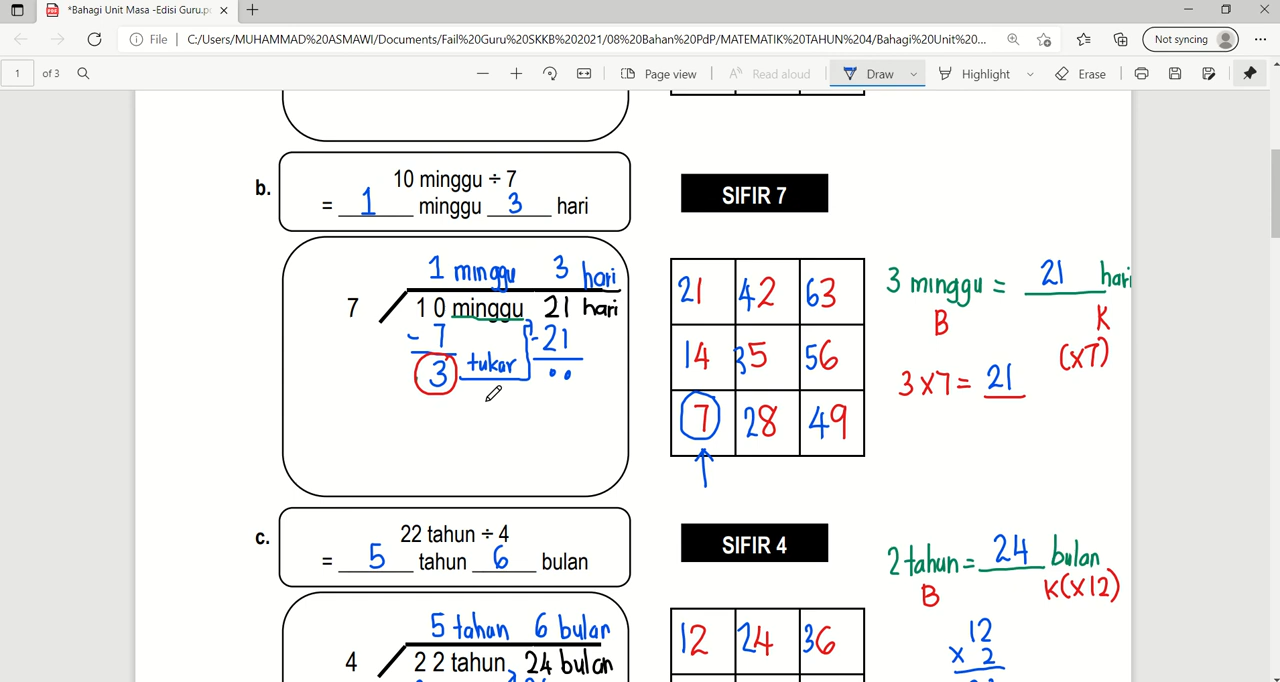 *Bahagi Unit Masa -Edisi Guru.p
File
C:/Users/MUHAMMAD%20ASMAWI/Documents/Fail%20Guru%20SKKB%202021/08%20Bahan%20PdP/MATEMATIK%20TAHUN%204/Bahagi%20Unit%20...
Not syncing
1
of 3
Page view
Read aloud
Draw
Highlight
Erase
b.
10 minggu ÷ 7
= 1 minggu 3 hari
SIFIR 7
1 minggu 3 hari
7 10 minggu 21 hari
- 7 - 21
3 tukar
21 42 63
14 35 56
7 28 49
3 minggu = 21 hari
B K
(x7)
3 x 7 = 21
c.
22 tahun ÷ 4
= 5 tahun 6 bulan
SIFIR 4
5 tahun 6 bulan
4 22 tahun 24 bulan
12 24 36
2 tahun = 24 bulan
B K (x12)
12
x 2